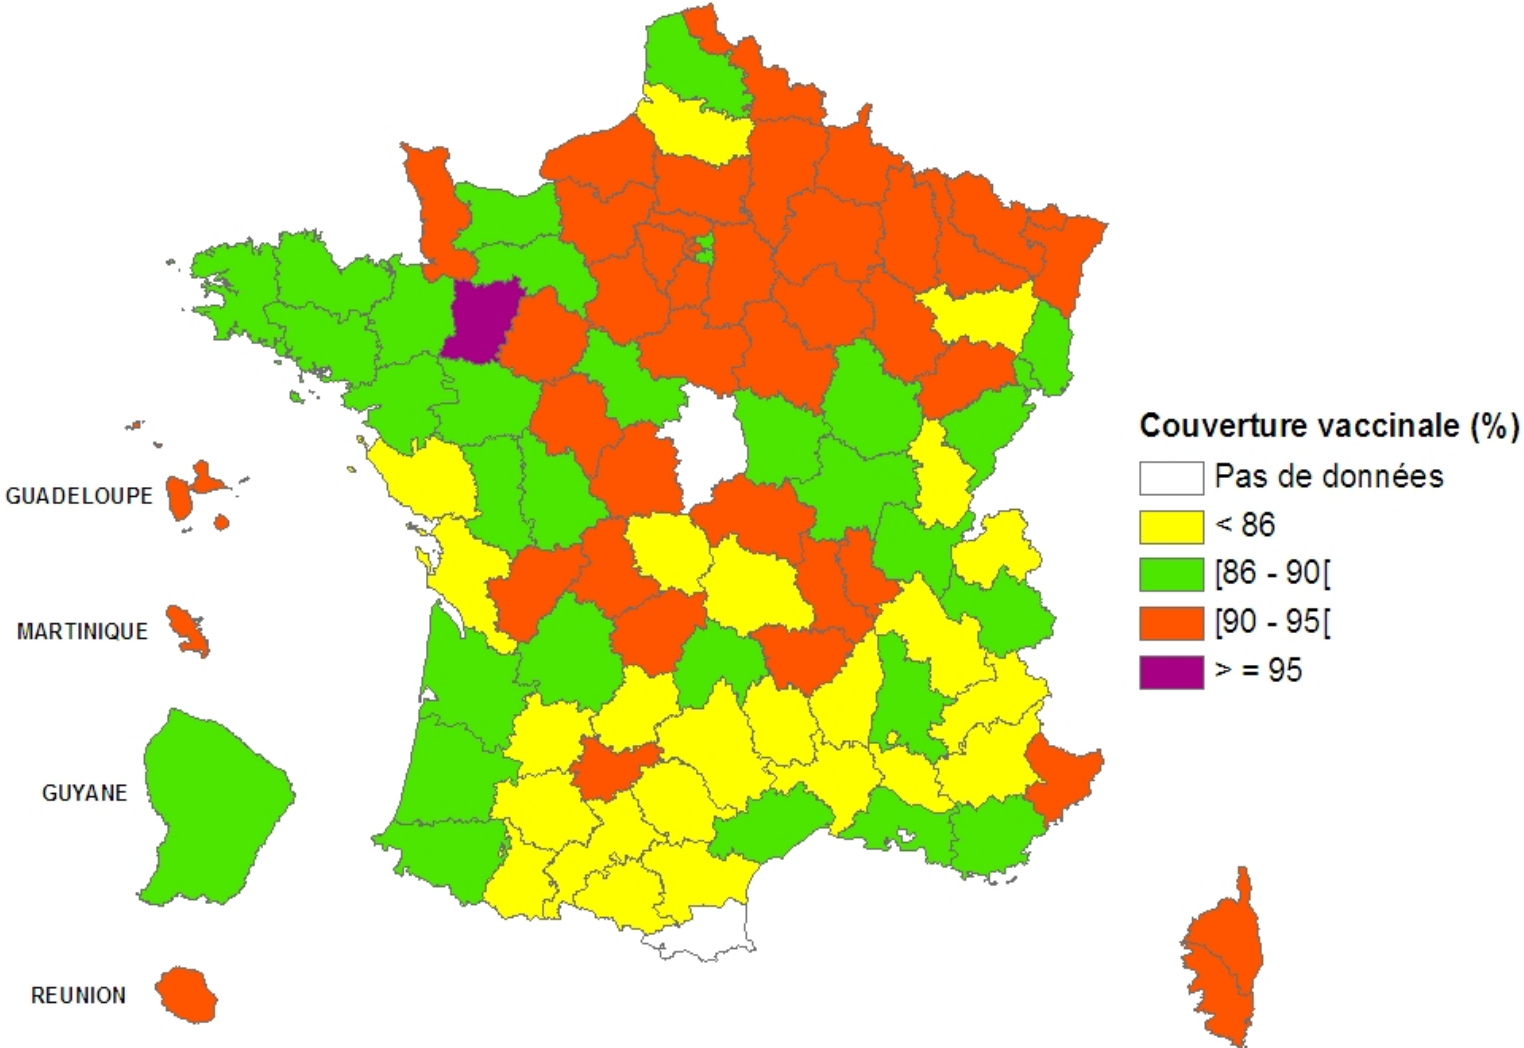 Couverture vaccinale (%)
Pas de données
< 86
[86 - 90[
[90 - 95[
> = 95
GUADELOUPE
MARTINIQUE
GUYANE
REUNION